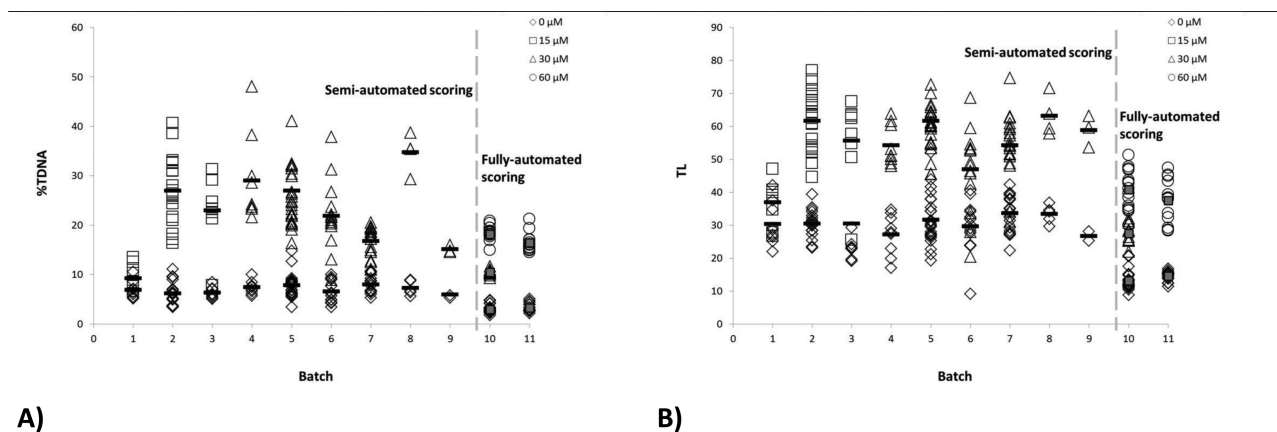 60
50
40
30
20
10
0
%TDNA
0 1 2 3 4 5 6 7 8 9 10 11
Batch
Semi-automated scoring
Fully-automated
scoring
0 µM
15 µM
30 µM
60 µM
A)
90
80
70
60
50
40
30
20
10
0
TL
0 1 2 3 4 5 6 7 8 9 10 11
Batch
Semi-automated scoring
Fully-automated
scoring
0 µM
15 µM
30 µM
60 µM
B)